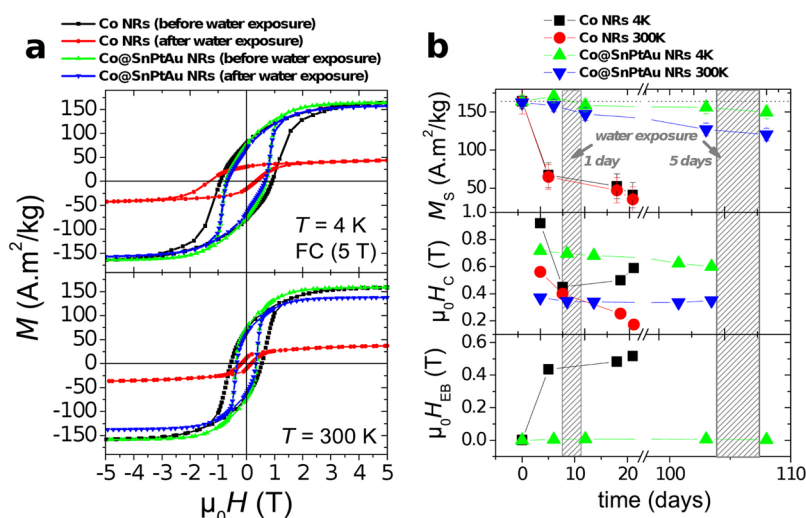 a
Co NRs (before water exposure)
Co NRs (after water exposure)
Co@SnPtAu NRs (before water exposure)
Co@SnPtAu NRs (after water exposure)
150
100
50
0
-50
-100
-150
T = 4 K
FC (5 T)
M (A.m²/kg)
150
100
50
0
-50
-100
-150
T = 300 K
-5 -4 -3 -2 -1 0 1 2 3 4 5
μ₀H (T)
b
Co NRs 4K
Co NRs 300K
Co@SnPtAu NRs 4K
Co@SnPtAu NRs 300K
M_S (A.m²/kg)
150
100
50
water exposure
1 day
5 days
μ₀H_C (T)
1.0
0.8
0.6
0.4
0.2
μ₀H_EB (T)
0.6
0.4
0.2
0.0
0 10 20 100 110
time (days)